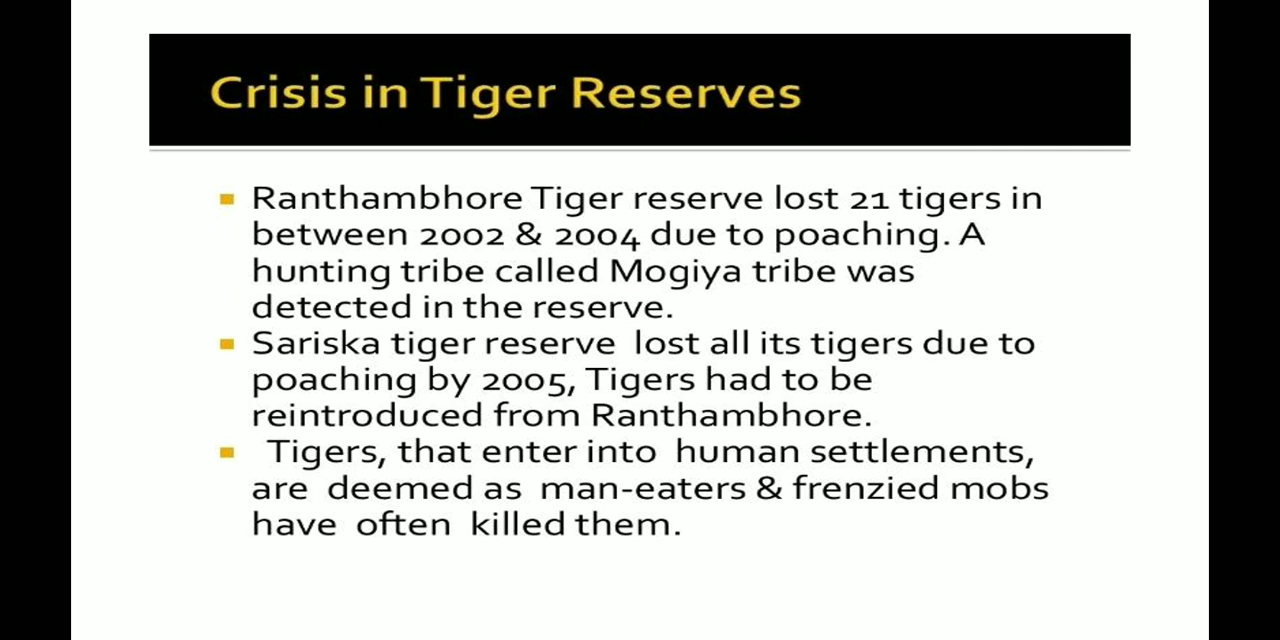 Crisis in Tiger Reserves
Ranthambhore Tiger reserve lost 21 tigers in
between 2002 & 2004 due to poaching. A
hunting tribe called Mogiya tribe was
detected in the reserve.
Sariska tiger reserve lost all its tigers due to
poaching by 2005, Tigers had to be
reintroduced from Ranthambhore.
Tigers, that enter into human settlements,
are deemed as man-eaters & frenzied mobs
have often killed them.